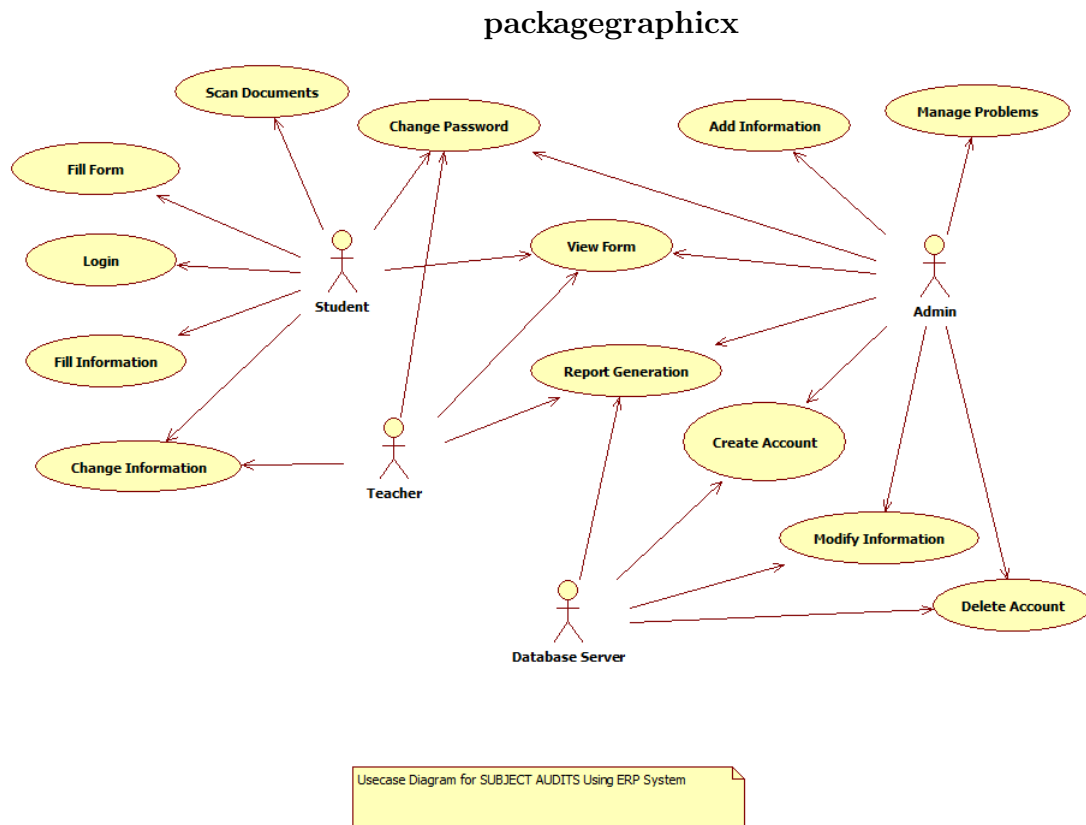 packagegraphicx
Scan Documents
Change Password
Add Information
Manage Problems
Fill Form
Login
View Form
Student
Admin
Fill Information
Report Generation
Create Account
Change Information
Teacher
Modify Information
Delete Account
Database Server
Usecase Diagram for SUBJECT AUDITS Using ERP System